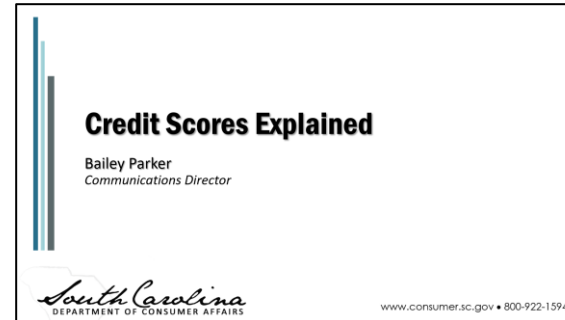 Credit Scores Explained
Bailey Parker
Communications Director
South Carolina
DEPARTMENT OF CONSUMER AFFAIRS
www.consumer.sc.gov • 800-922-1594